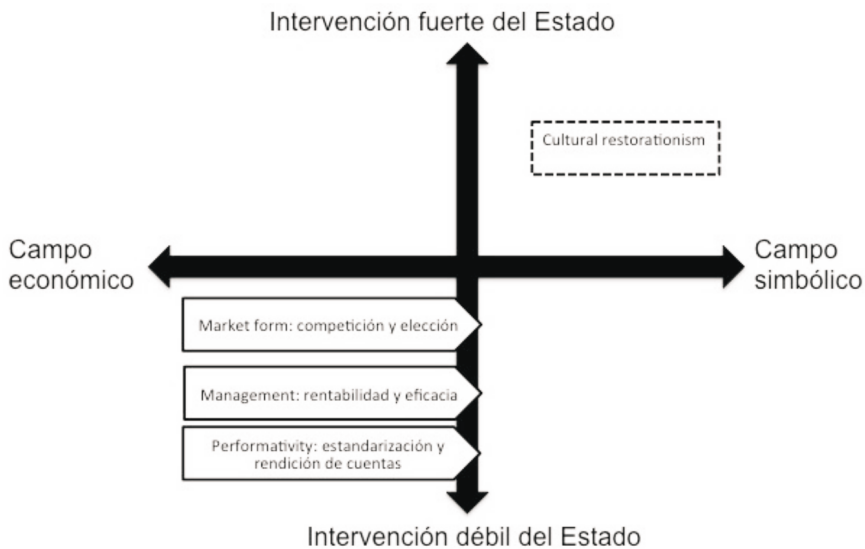 Intervención fuerte del Estado
Cultural restorationism
Campo
económico
Campo
simbólico
Market form: competición y elección
Management: rentabilidad y eficacia
Performativity: estandarización y
rendición de cuentas
Intervención débil del Estado